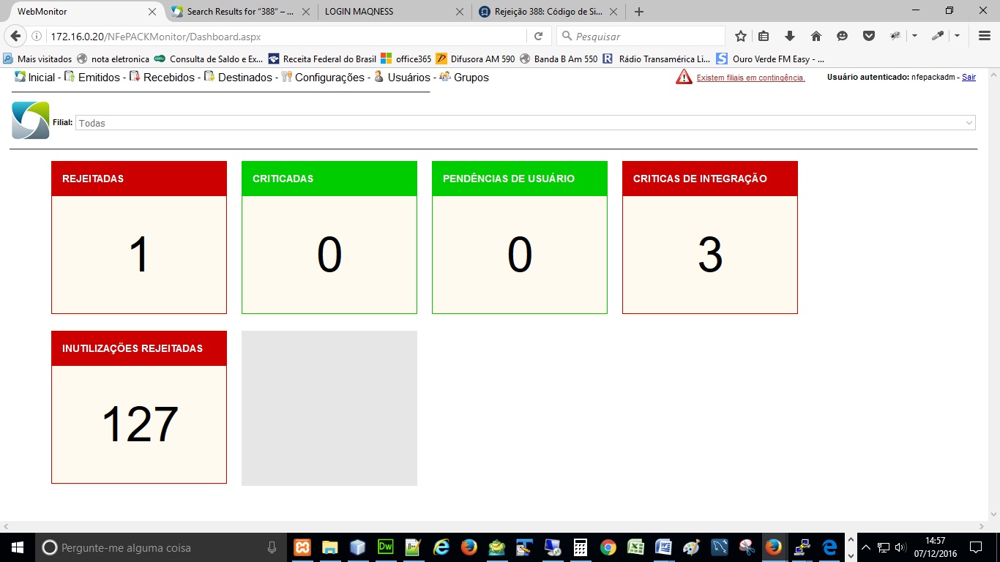 WebMonitor
Search Results for “388” – ...
LOGIN MAQNESS
Rejeição 388: Código de Si...
172.16.0.20/NFePACKMonitor/Dashboard.aspx
Pesquisar
Mais visitados
nota eletronica
Consulta de Saldo e Ex...
Receita Federal do Brasil
office365
Difusora AM 590
Banda B Am 550
Rádio Transamérica Li...
Ouro Verde FM Easy - ...
Inicial - Emitidos - Recebidos - Destinados - Configurações - Usuários - Grupos
Existem filiais em contingência.
Usuário autenticado: nfepackadm - Sair
Filial: Todas
REJEITADAS
1
CRITICADAS
0
PENDÊNCIAS DE USUÁRIO
0
CRITICAS DE INTEGRAÇÃO
3
INUTILIZAÇÕES REJEITADAS
127
Pergunte-me alguma coisa
Dw
14:57
07/12/2016